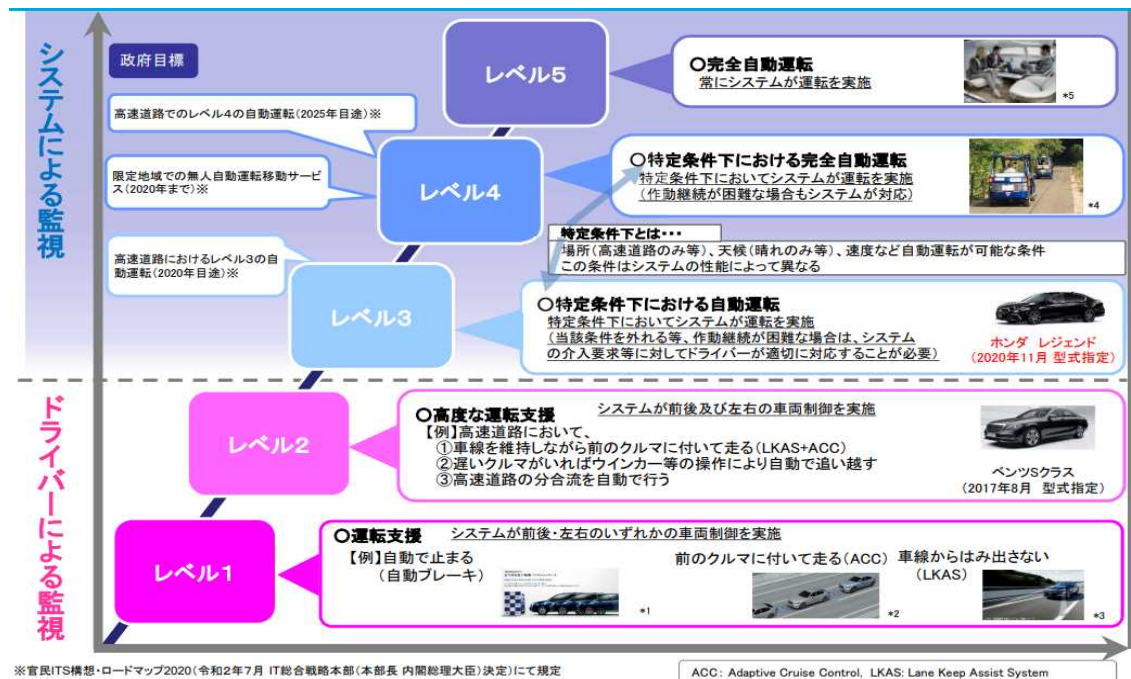 システムによる監視
政府目標
レベル5
〇完全自動運転
常にシステムが運転を実施
*5
高速道路でのレベル4の自動運転(2025年目途)※
限定地域での無人自動運転移動サービ
ス(2020年まで)※
レベル4
〇特定条件下における完全自動運転
特定条件下においてシステムが運転を実施
(作動継続が困難な場合もシステムが対応)
*4
特定条件下とは・・・
場所(高速道路のみ等)、天候(晴れのみ等)、速度など自動運転が可能な条件
この条件はシステムの性能によって異なる
高速道路におけるレベル3の自
動運転(2020年目途)※
レベル3
〇特定条件下における自動運転
特定条件下においてシステムが運転を実施
(当該条件を外れる等、作動継続が困難な場合は、システム
の介入要求等に対してドライバーが適切に対応することが必要)
ホンダ レジェンド
(2020年11月 型式指定)
ドライバーによる監視
レベル2
〇高度な運転支援 システムが前後及び左右の車両制御を実施
【例】高速道路において、
①車線を維持しながら前のクルマに付いて走る(LKAS+ACC)
②遅いクルマがいればウインカー等の操作により自動で追い越す
③高速道路の分合流を自動で行う
ベンツSクラス
(2017年8月 型式指定)
レベル1
〇運転支援 システムが前後・左右のいずれかの車両制御を実施
【例】自動で止まる
(自動ブレーキ)
*1
前のクルマに付いて走る(ACC)
*2
車線からはみ出さない
(LKAS)
*3
※官民ITS構想・ロードマップ2020(令和2年7月 IT総合戦略本部(本部長 内閣総理大臣)決定)にて規定
ACC: Adaptive Cruise Control, LKAS: Lane Keep Assist System